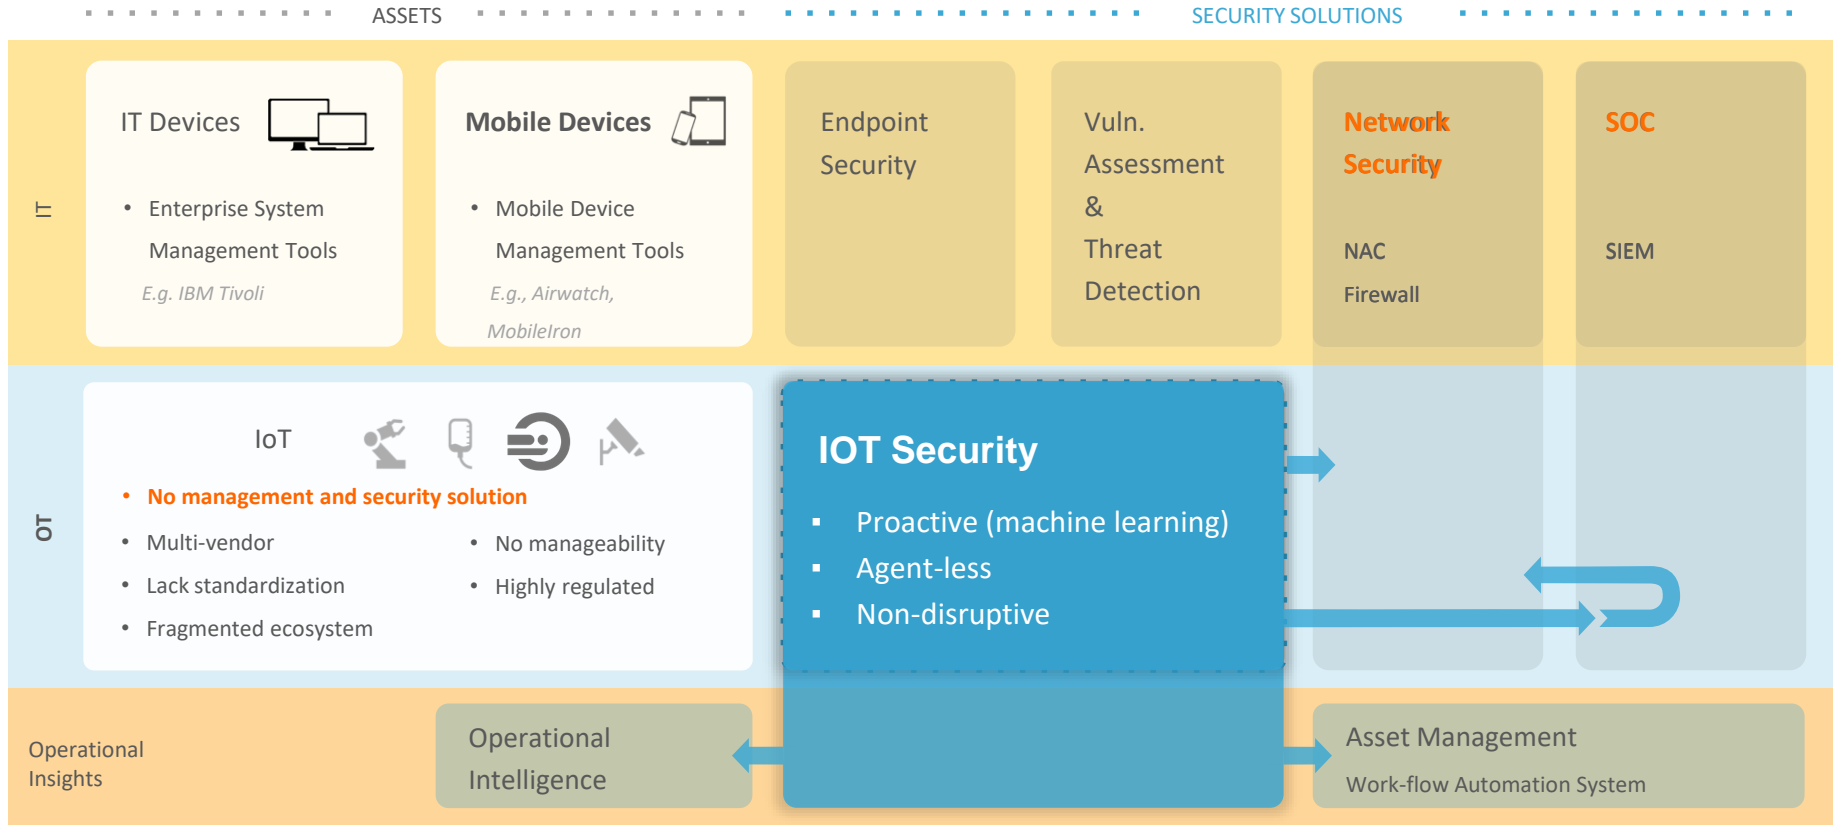 ASSETS
SECURITY SOLUTIONS
IT
IT Devices
• Enterprise System
Management Tools
E.g. IBM Tivoli
Mobile Devices
• Mobile Device
Management Tools
E.g., Airwatch,
MobileIron
Endpoint
Security
Vuln.
Assessment
&
Threat
Detection
Network
Security
NAC
Firewall
SOC
SIEM
OT
IoT
• No management and security solution
• Multi-vendor
• Lack standardization
• Fragmented ecosystem
• No manageability
• Highly regulated
IOT Security
▪ Proactive (machine learning)
▪ Agent-less
▪ Non-disruptive
Operational
Insights
Operational
Intelligence
Asset Management
Work-flow Automation System